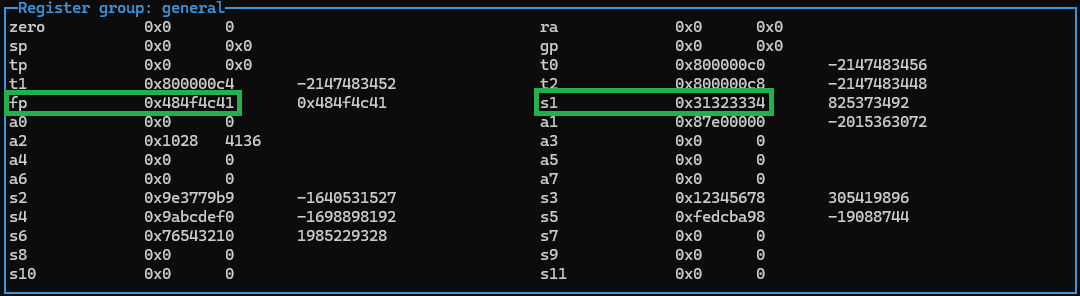 Register group: general
zero 0x0 0 ra 0x0 0x0
sp 0x0 0x0 gp 0x0 0x0
tp 0x0 0x0 t0 0x800000c0 -2147483456
t1 0x800000c4 -2147483452 t2 0x800000c8 -2147483448
fp 0x484f4c41 0x484f4c41 s1 0x31323334 825373492
a0 0x0 0 a1 0x87e00000 -2015363072
a2 0x1028 4136 a3 0x0 0
a4 0x0 0 a5 0x0 0
a6 0x0 0 a7 0x0 0
s2 0x9e3779b9 -1640531527 s3 0x12345678 305419896
s4 0x9abcdef0 -1698898192 s5 0xfedcba98 -19088744
s6 0x76543210 1985229328 s7 0x0 0
s8 0x0 0 s9 0x0 0
s10 0x0 0 s11 0x0 0